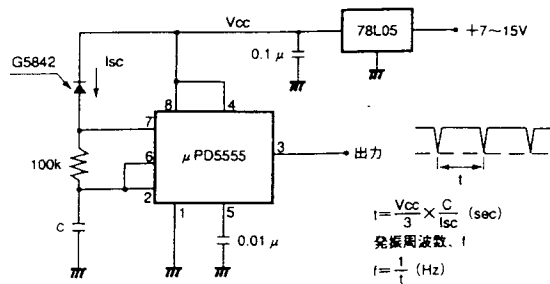 Vcc
78L05
+7～15V
0.1μ
G5842
Isc
8
4
7
100k
6
μPD5555
3
出力
2
t
C
1
5
0.01μ
t=Vcc/3×C/Isc (sec)
発振周波数、f
f=1/t (Hz)